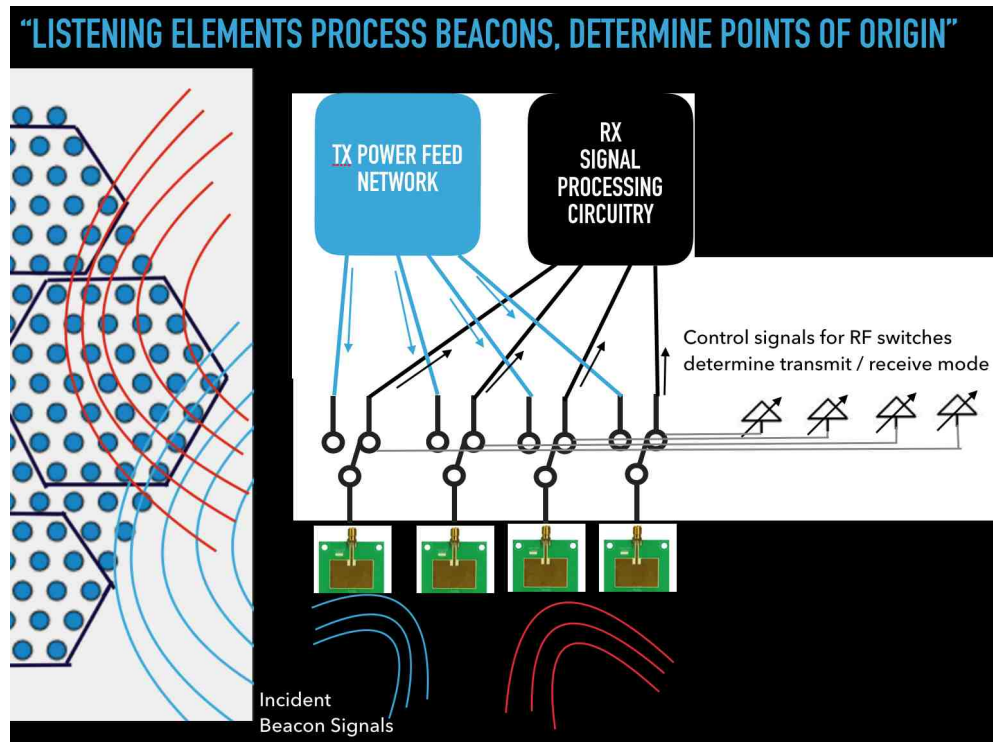 “LISTENING ELEMENTS PROCESS BEACONS, DETERMINE POINTS OF ORIGIN”
TX POWER FEED
NETWORK
RX
SIGNAL
PROCESSING
CIRCUITRY
Control signals for RF switches
determine transmit / receive mode
Incident
Beacon Signals